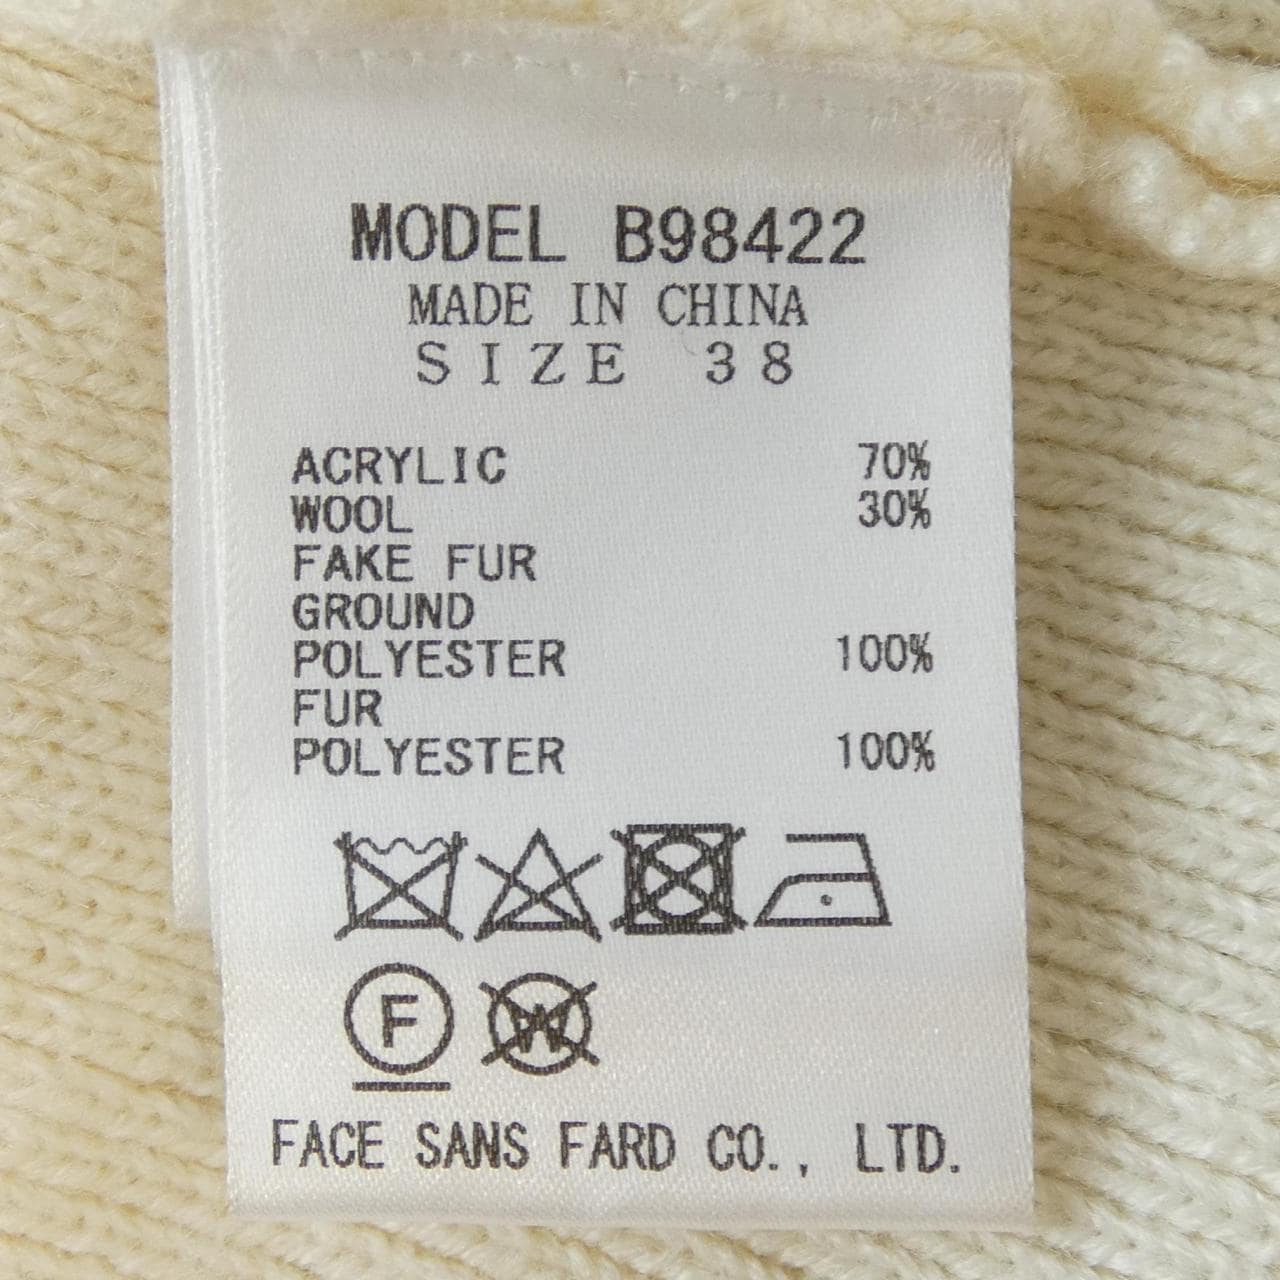 MODEL B98422
MADE IN CHINA
SIZE 38
ACRYLIC 70%
WOOL 30%
FAKE FUR
GROUND
POLYESTER 100%
FUR
POLYESTER 100%
F W
FACE SANS FARD CO., LTD.